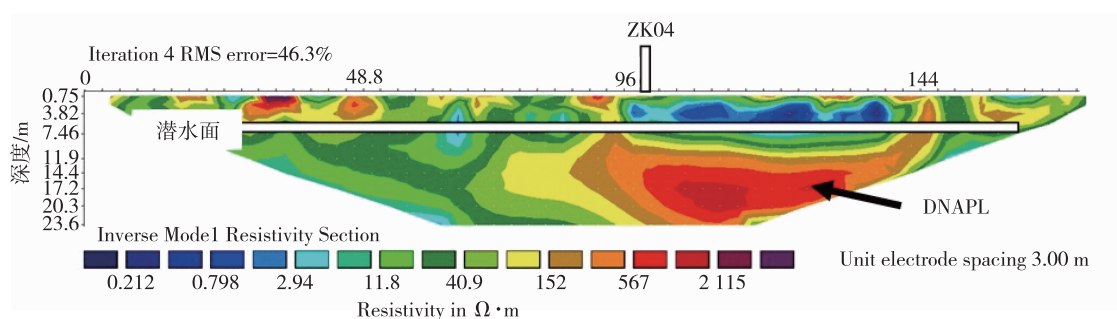 ZK04
Iteration 4 RMS error=46.3%
0 48.8 96 144
0.75
3.82
7.46
11.9
14.4
17.2
20.3
23.6
深度/m
潜水面
DNAPL
Inverse Mode1 Resistivity Section
Unit electrode spacing 3.00 m
0.212 0.798 2.94 11.8 40.9 152 567 2 115
Resistivity in Ω·m